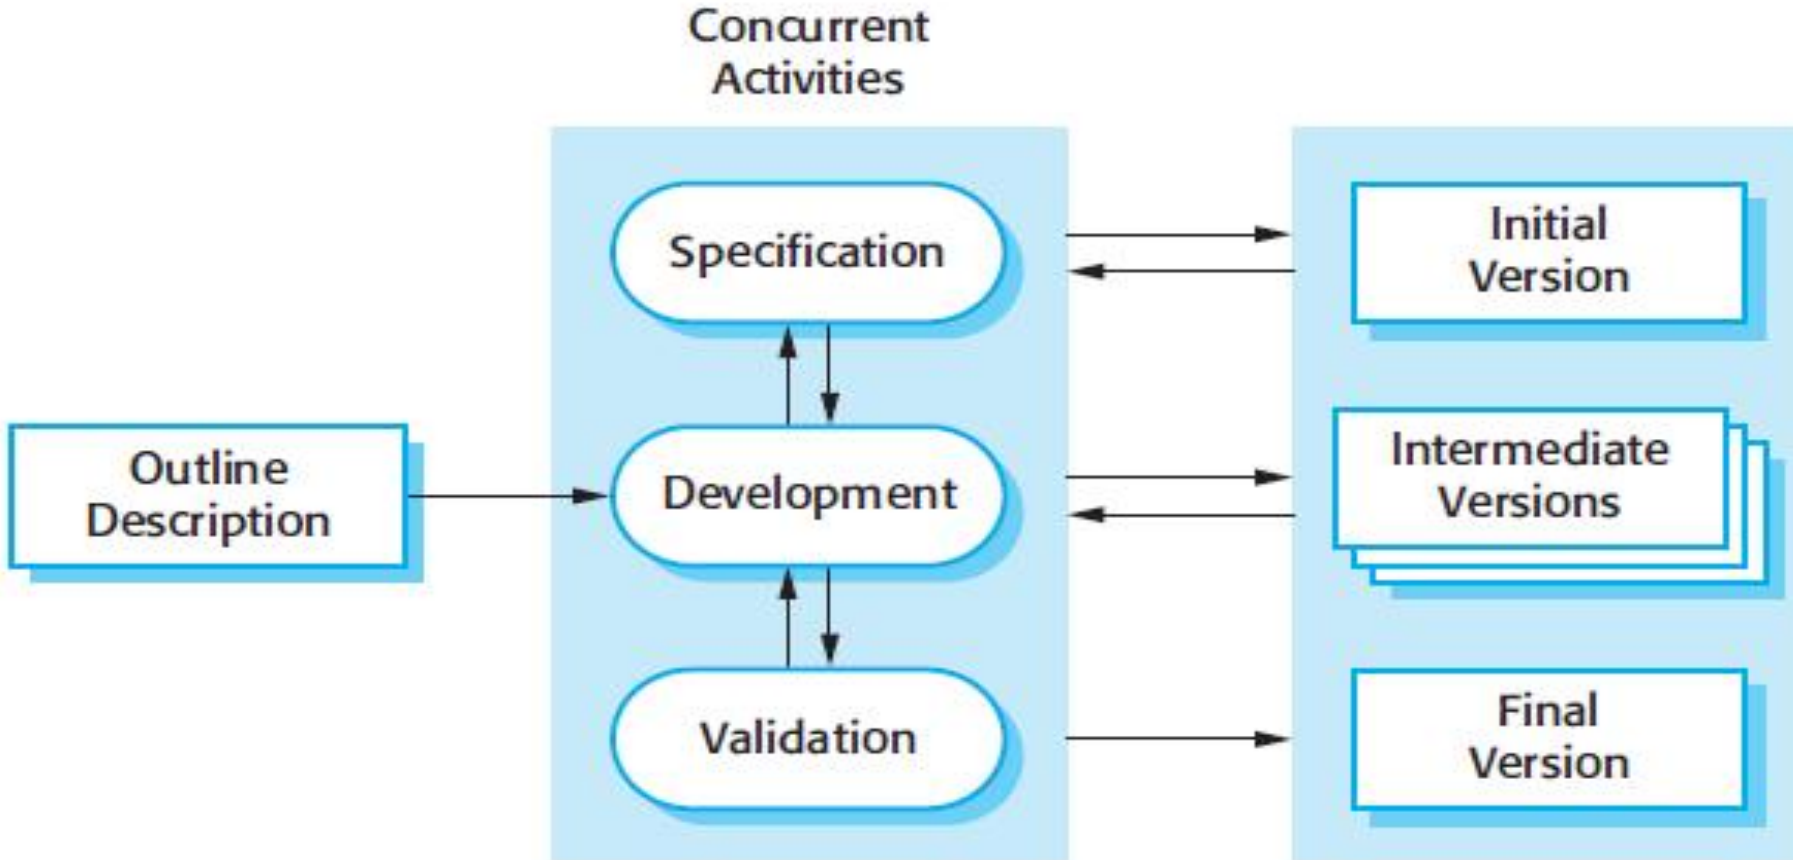 Concurrent
Activities
Specification
Initial
Version
Outline
Description
Development
Intermediate
Versions
Validation
Final
Version